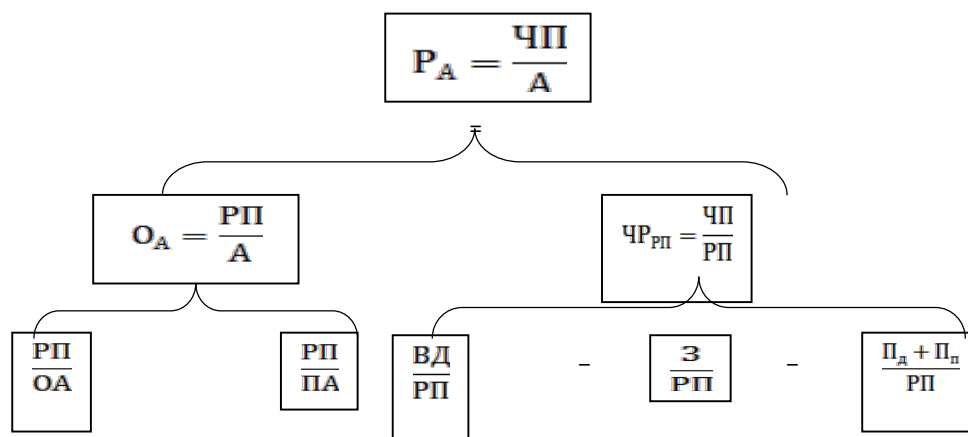 Р_А = ЧП/А
=
О_А = РП/А
ЧР_РП = ЧП/РП
РП/ОА
РП/ПА
ВД/РП
–
З/РП
–
П_д + П_п/РП